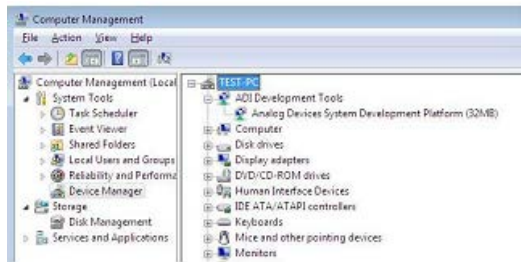 Computer Management
File Action View Help
Computer Management (Local
System Tools
Task Scheduler
Event Viewer
Shared Folders
Local Users and Groups
Reliability and Performa
Device Manager
Storage
Disk Management
Services and Applications
TEST-PC
ADI Development Tools
Analog Devices System Development Platform (32MB)
Computer
Disk drives
Display adapters
DVD/CD-ROM drives
Human Interface Devices
IDE ATA/ATAPI controllers
Keyboards
Mice and other pointing devices
Monitors